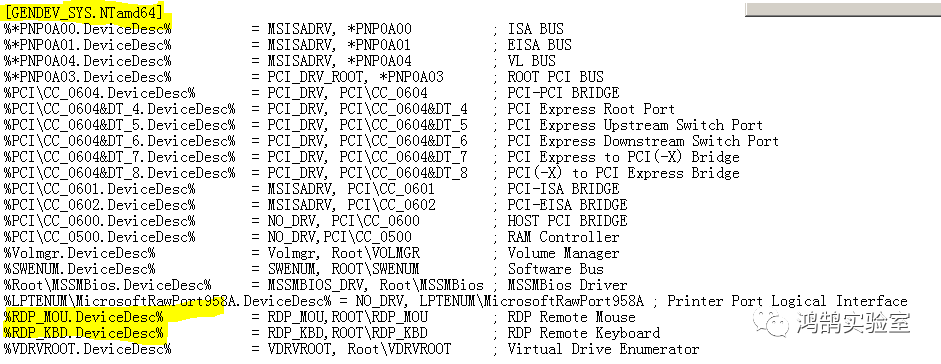 [GENDEV_SYS.NTamd64]
%*PNP0A00.DeviceDesc% = MSISADRV, *PNP0A00 ; ISA BUS
%*PNP0A01.DeviceDesc% = MSISADRV, *PNP0A01 ; EISA BUS
%*PNP0A04.DeviceDesc% = MSISADRV, *PNP0A04 ; VL BUS
%*PNP0A03.DeviceDesc% = PCI_DRV_ROOT, *PNP0A03 ; ROOT PCI BUS
%PCI\CC_0604.DeviceDesc% = PCI_DRV, PCI\CC_0604 ; PCI-PCI BRIDGE
%PCI\CC_0604&DT_4.DeviceDesc% = PCI_DRV, PCI\CC_0604&DT_4 ; PCI Express Root Port
%PCI\CC_0604&DT_5.DeviceDesc% = PCI_DRV, PCI\CC_0604&DT_5 ; PCI Express Upstream Switch Port
%PCI\CC_0604&DT_6.DeviceDesc% = PCI_DRV, PCI\CC_0604&DT_6 ; PCI Express Downstream Switch Port
%PCI\CC_0604&DT_7.DeviceDesc% = PCI_DRV, PCI\CC_0604&DT_7 ; PCI Express to PCI(-X) Bridge
%PCI\CC_0604&DT_8.DeviceDesc% = PCI_DRV, PCI\CC_0604&DT_8 ; PCI(-X) to PCI Express Bridge
%PCI\CC_0601.DeviceDesc% = MSISADRV, PCI\CC_0601 ; PCI-ISA BRIDGE
%PCI\CC_0602.DeviceDesc% = MSISADRV, PCI\CC_0602 ; PCI-EISA BRIDGE
%PCI\CC_0600.DeviceDesc% = NO_DRV,PCI\CC_0600 ; HOST PCI BRIDGE
%PCI\CC_0500.DeviceDesc% = NO_DRV,PCI\CC_0500 ; RAM Controller
%Volmgr.DeviceDesc% = Volmgr, Root\VOLMGR ; Volume Manager
%SWENUM.DeviceDesc% = SWENUM, Root\SWENUM ; Software Bus
%Root\MSSMBios.DeviceDesc% = MSSMBIOS_DRV, Root\MSSMBIOS ; MSSMBios Driver
%LPTENUM\MicrosoftRawPort958A.DeviceDesc% = NO_DRV, LPTENUM\MicrosoftRawPort958A ; Printer Port Logical Interface
%RDP_MOU.DeviceDesc% = RDP_MOU,ROOT\RDP_MOU ; RDP Remote Mouse
%RDP_KBD.DeviceDesc% = RDP_KBD,ROOT\RDP_KBD ; RDP Remote Keyboard
%VDRVROOT.DeviceDesc% = VDRVROOT, Root\VDRVROOT ; Virtual Drive Enumerator
鸿鹄实验室